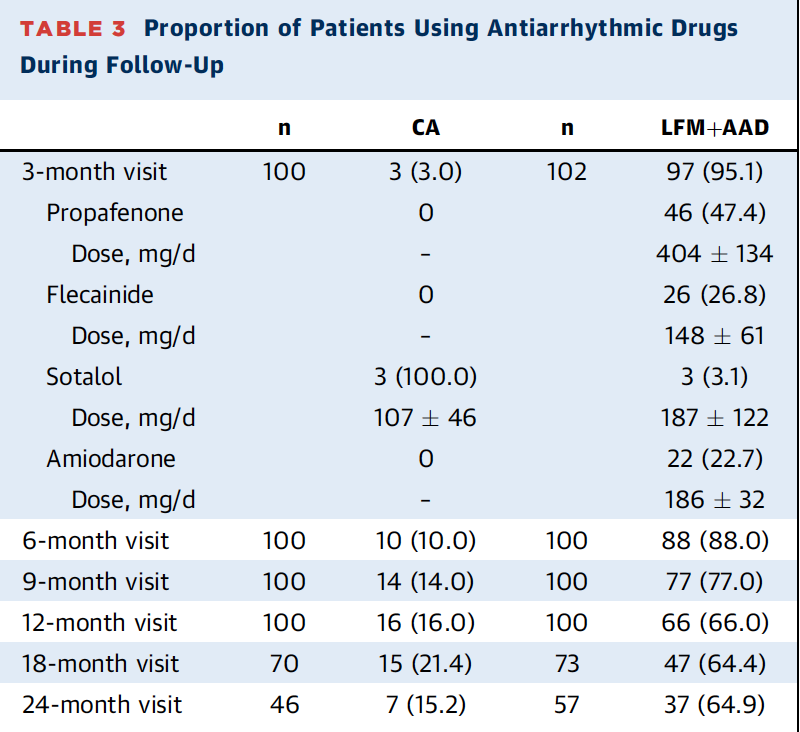 TABLE 3 Proportion of Patients Using Antiarrhythmic Drugs
During Follow-Up
n CA n LFM+AAD
3-month visit 100 3 (3.0) 102 97 (95.1)
Propafenone 0 46 (47.4)
Dose, mg/d – 404 ± 134
Flecainide 0 26 (26.8)
Dose, mg/d – 148 ± 61
Sotalol 3 (100.0) 3 (3.1)
Dose, mg/d 107 ± 46 187 ± 122
Amiodarone 0 22 (22.7)
Dose, mg/d – 186 ± 32
6-month visit 100 10 (10.0) 100 88 (88.0)
9-month visit 100 14 (14.0) 100 77 (77.0)
12-month visit 100 16 (16.0) 100 66 (66.0)
18-month visit 70 15 (21.4) 73 47 (64.4)
24-month visit 46 7 (15.2) 57 37 (64.9)